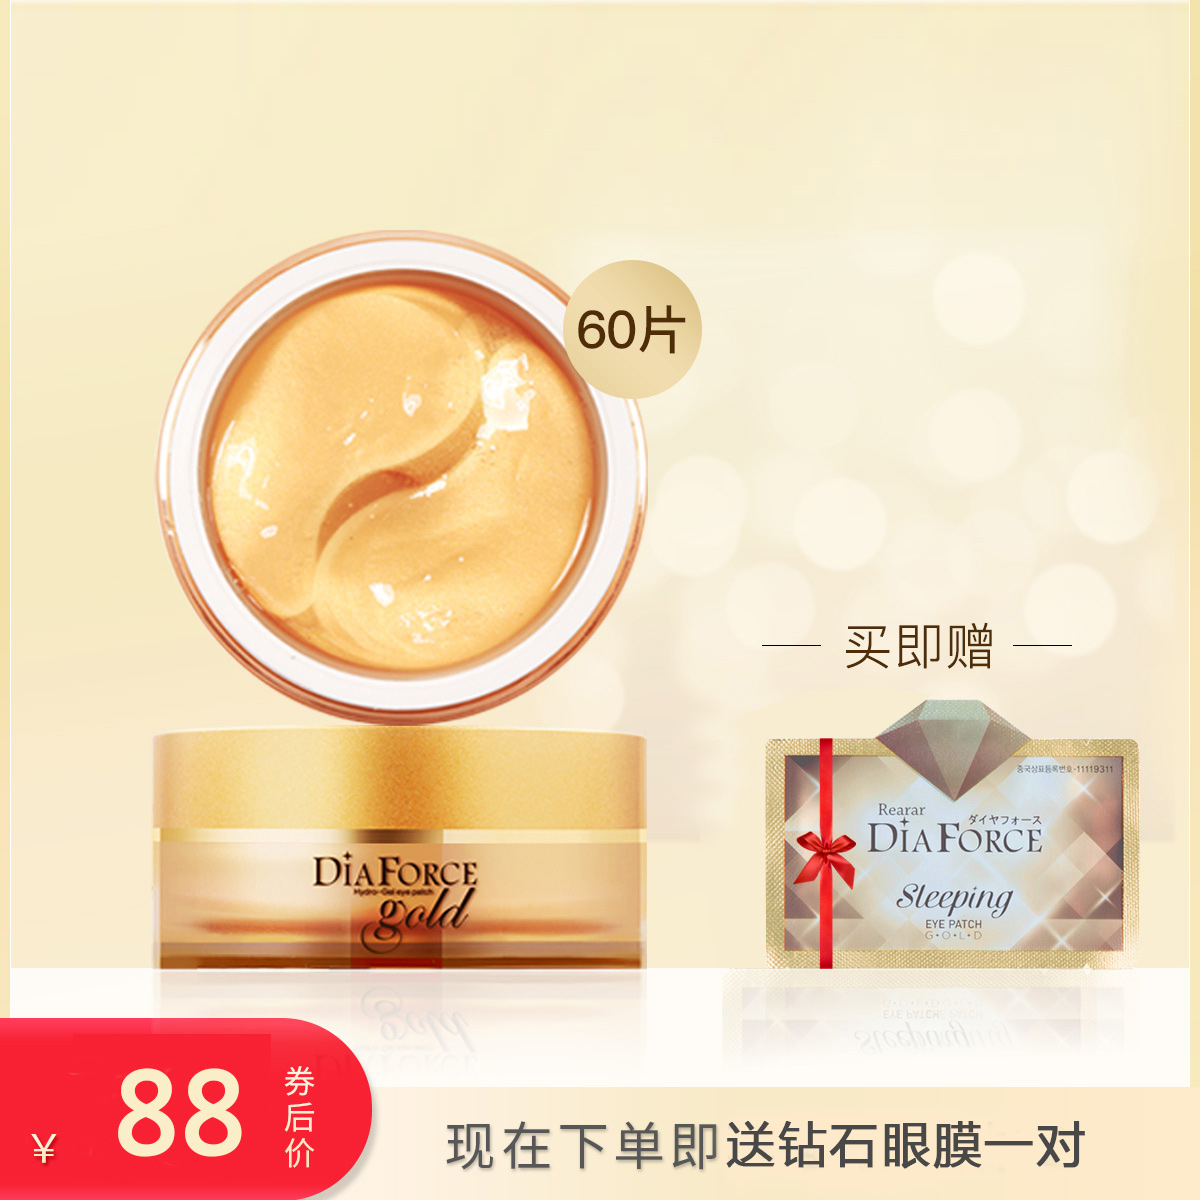 60片
DIAFORCE
Hydro-Gel eye patch
gold
买即赠
중국상표등록번호-11119311
Rearar
ダイヤフォース
DIAFORCE
Sleeping
EYE PATCH
G·O·L·D
¥ 88 券后价
现在下单即送钻石眼膜一对